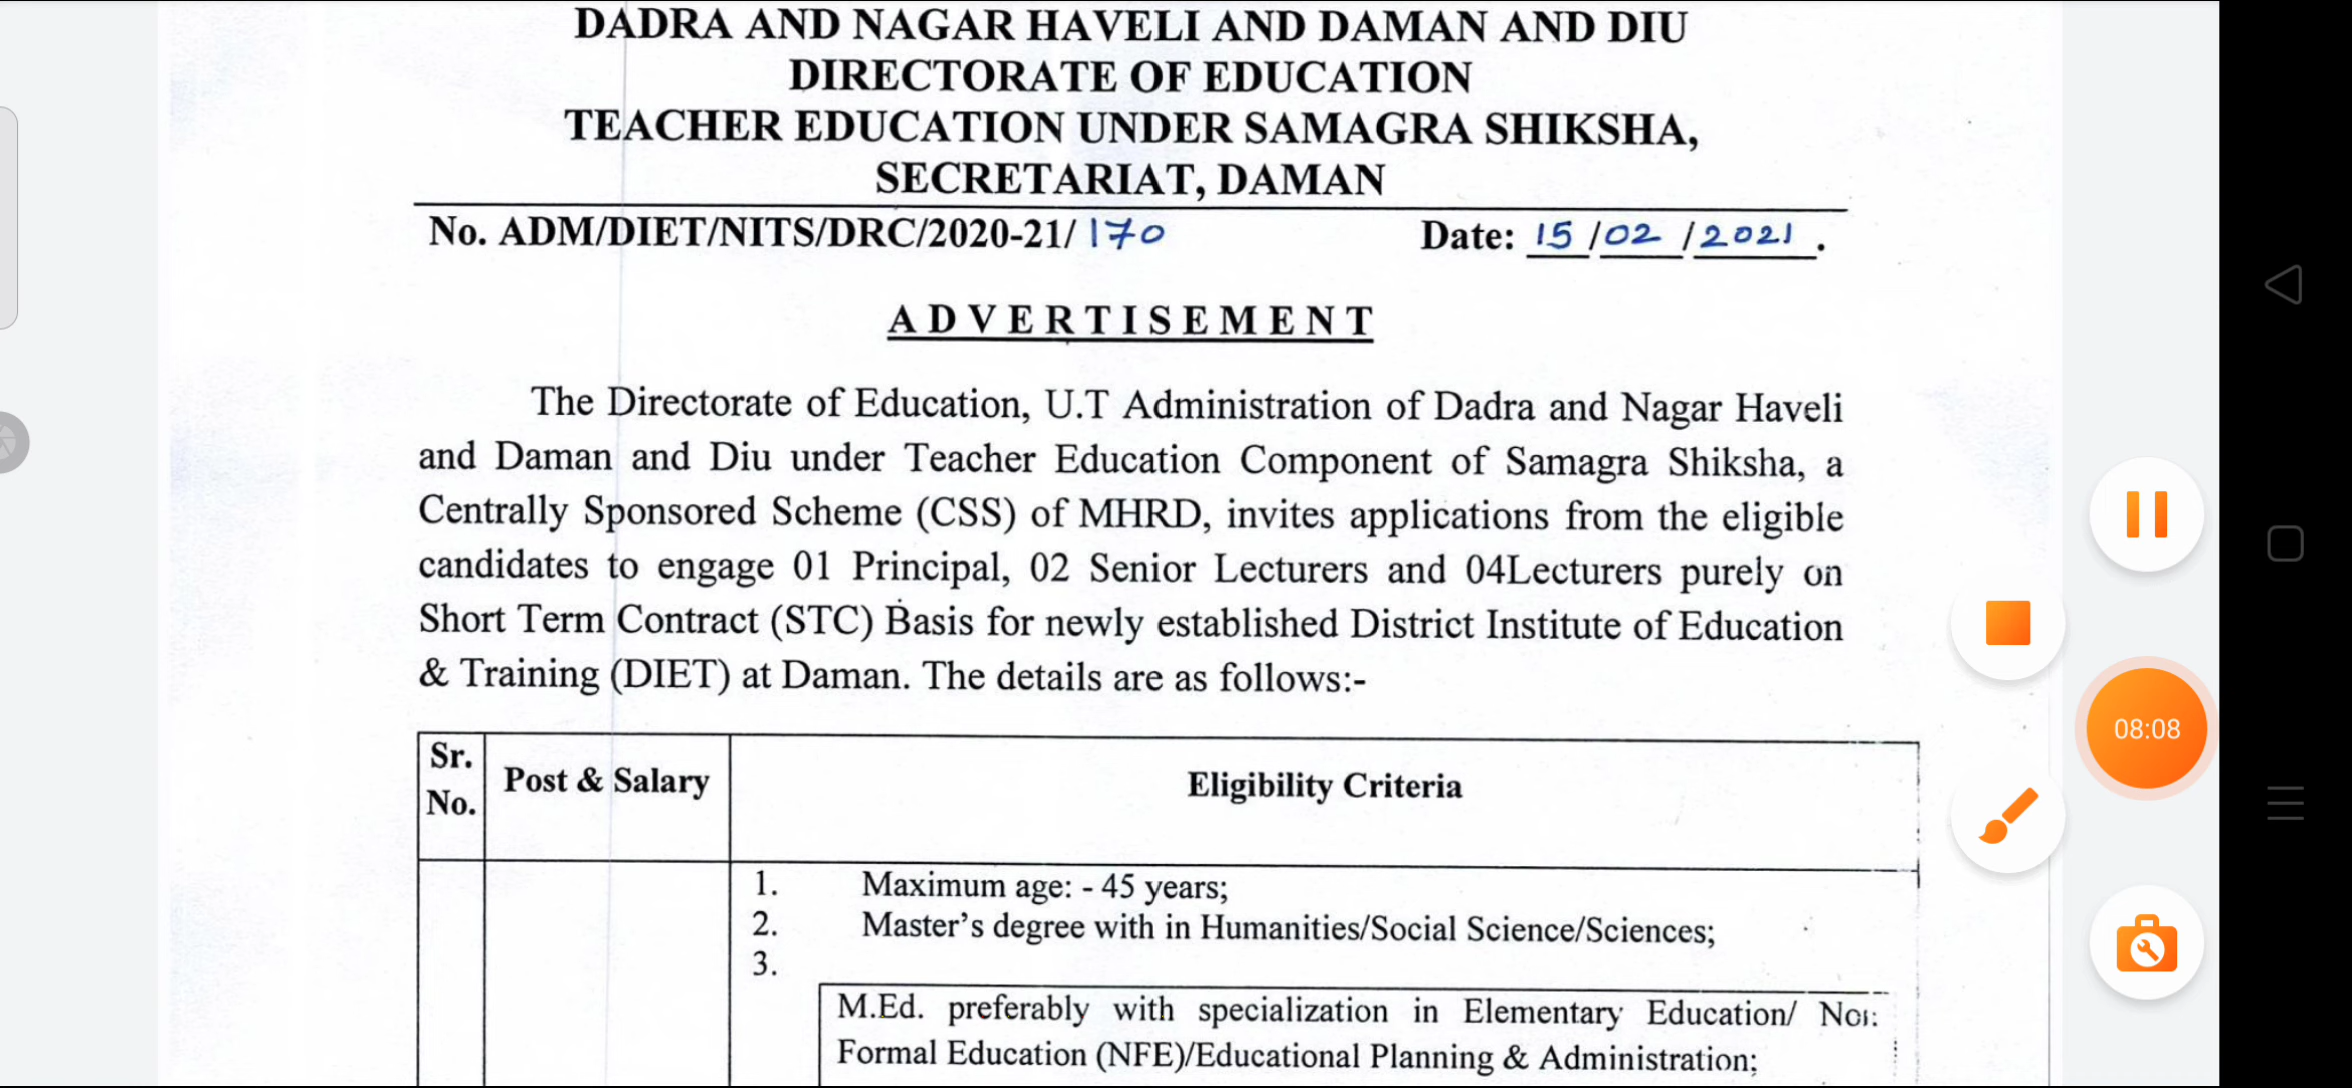 DADRA AND NAGAR HAVELI AND DAMAN AND DIU
DIRECTORATE OF EDUCATION
TEACHER EDUCATION UNDER SAMAGRA SHIKSHA,
SECRETARIAT, DAMAN
No. ADM/DIET/NITS/DRC/2020-21/ 170 Date: 15/02/2021.
ADVERTISEMENT
The Directorate of Education, U.T Administration of Dadra and Nagar Haveli
and Daman and Diu under Teacher Education Component of Samagra Shiksha, a
Centrally Sponsored Scheme (CSS) of MHRD, invites applications from the eligible
candidates to engage 01 Principal, 02 Senior Lecturers and 04Lecturers purely on
Short Term Contract (STC) Basis for newly established District Institute of Education
& Training (DIET) at Daman. The details are as follows:-
Sr.
No.
Post & Salary
Eligibility Criteria
1. Maximum age: - 45 years;
2. Master's degree with in Humanities/Social Science/Sciences;
3.
M.Ed. preferably with specialization in Elementary Education/
Formal Education (NFE)/Educational Planning & Administration;
08:08